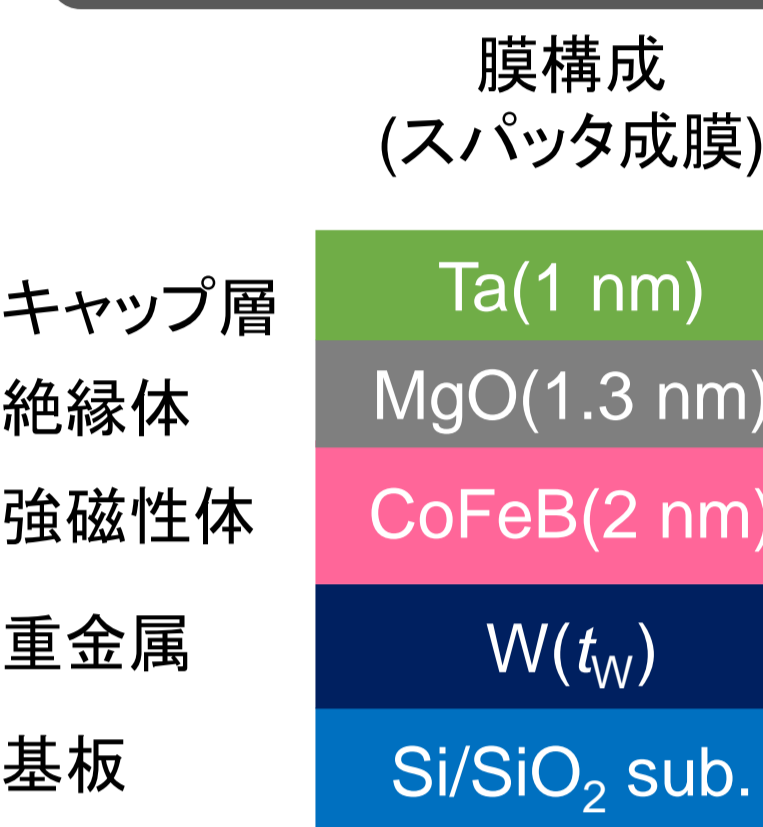 膜構成
(スパッタ成膜)
キャップ層 Ta(1 nm)
絶縁体 MgO(1.3 nm)
強磁性体 CoFeB(2 nm)
重金属 W(tW)
基板 Si/SiO2 sub.